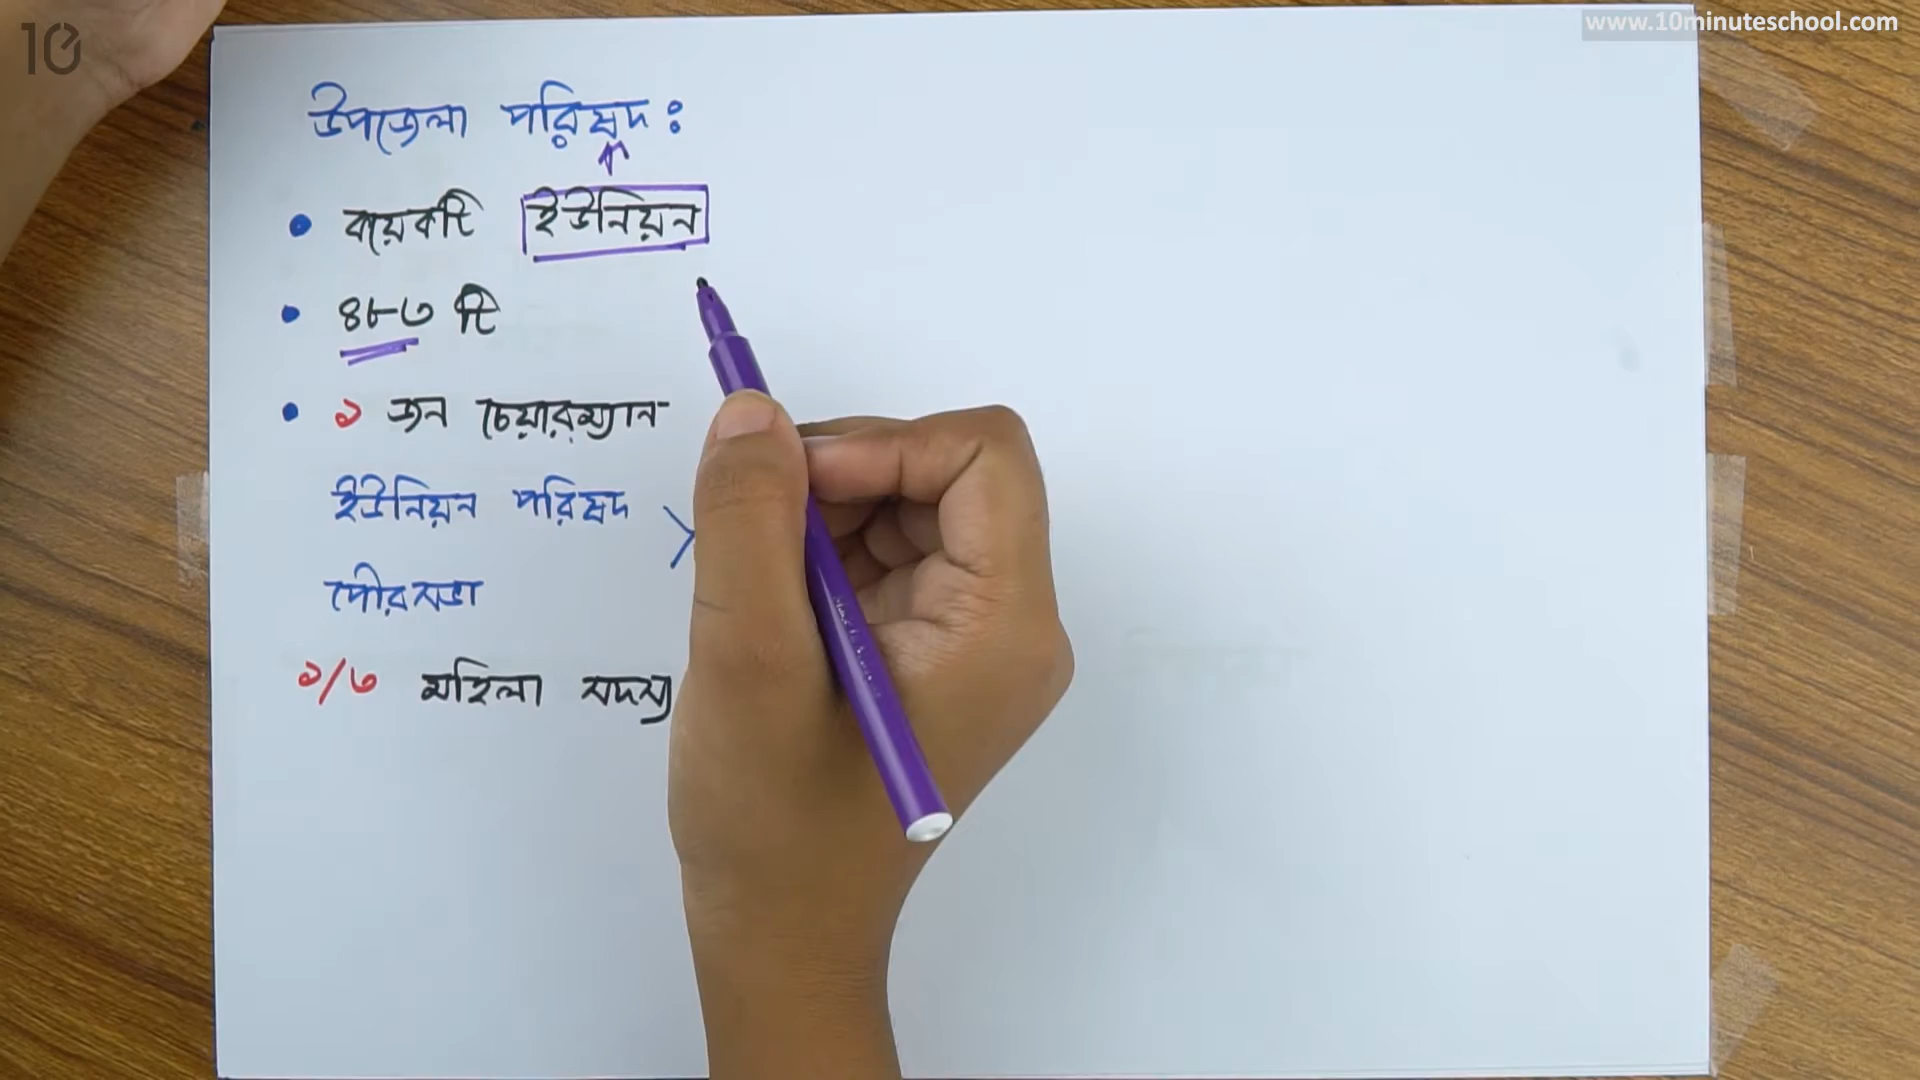 10
www.10minuteschool.com
উপজেলা পরিষদ :
• কয়েকটি ইউনিয়ন
• ৪৮৩ টি
• ১ জন চেয়ারম্যান
ইউনিয়ন পরিষদ
পৌরসভা
১/৩ মহিলা সদস্য